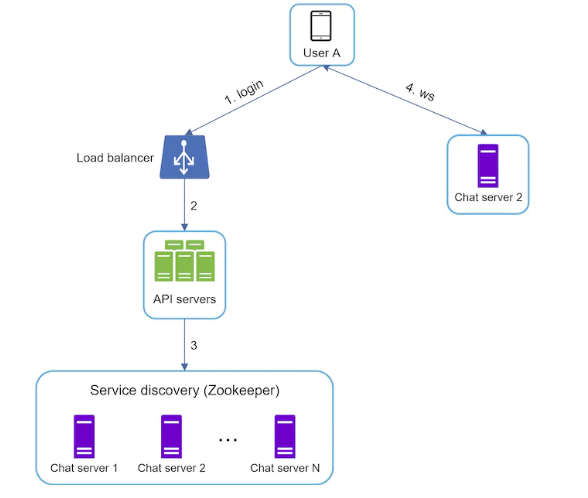 User A
1. login
4. ws
Load balancer
Chat server 2
2
API servers
3
Service discovery (Zookeeper)
...
Chat server 1
Chat server 2
Chat server N